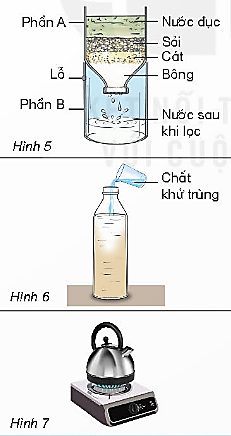 Phần A
Nước đục
Sỏi
Cát
Lỗ
Bông
Phần B
Nước sau
khi lọc
Hình 5
Chất
khử trùng
Hình 6
Hình 7